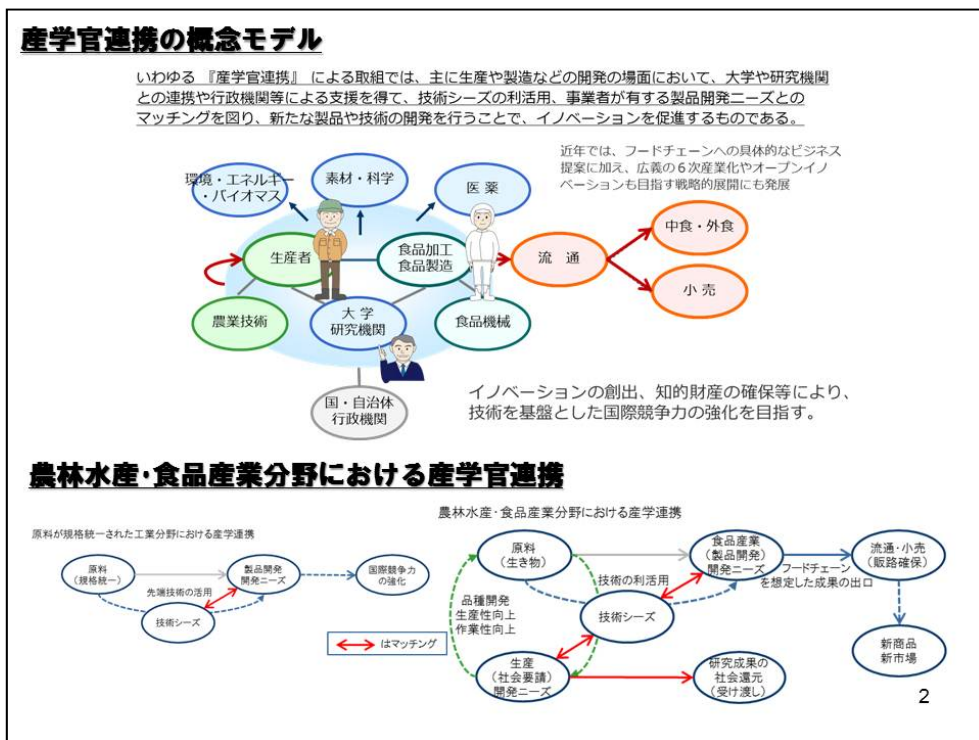 産学官連携の概念モデル
いわゆる 『産学官連携』 による取組では、主に生産や製造などの開発の場面において、大学や研究機関
との連携や行政機関等による支援を得て、技術シーズの利活用、事業者が有する製品開発ニーズとの
マッチングを図り、新たな製品や技術の開発を行うことで、イノベーションを促進するものである。
近年では、フードチェーンへの具体的なビジネス
提案に加え、広義の６次産業化やオープンイノ
ベーションも目指す戦略的展開にも発展
環境・エネルギー
・バイオマス
素材・科学
医 薬
中食・外食
生産者
食品加工
食品製造
流 通
小 売
農業技術
大 学
研究機関
食品機械
国・自治体
行政機関
イノベーションの創出、知的財産の確保等により、
技術を基盤とした国際競争力の強化を目指す。
農林水産・食品産業分野における産学官連携
原料が規格統一された工業分野における産学連携
原料
(規格統一)
製品開発
開発ニーズ
国際競争力
の強化
先端技術の活用
技術シーズ
農林水産・食品産業分野における産学官連携
原料
(生き物)
食品産業
(製品開発)
開発ニーズ
流通・小売
(販路確保)
技術の利活用
フードチェーン
を想定した成果の出口
品種開発
生産性向上
作業性向上
技術シーズ
はマッチング
生産
(社会要請)
開発ニーズ
研究成果の
社会還元
(受け渡し)
新商品
新市場
2